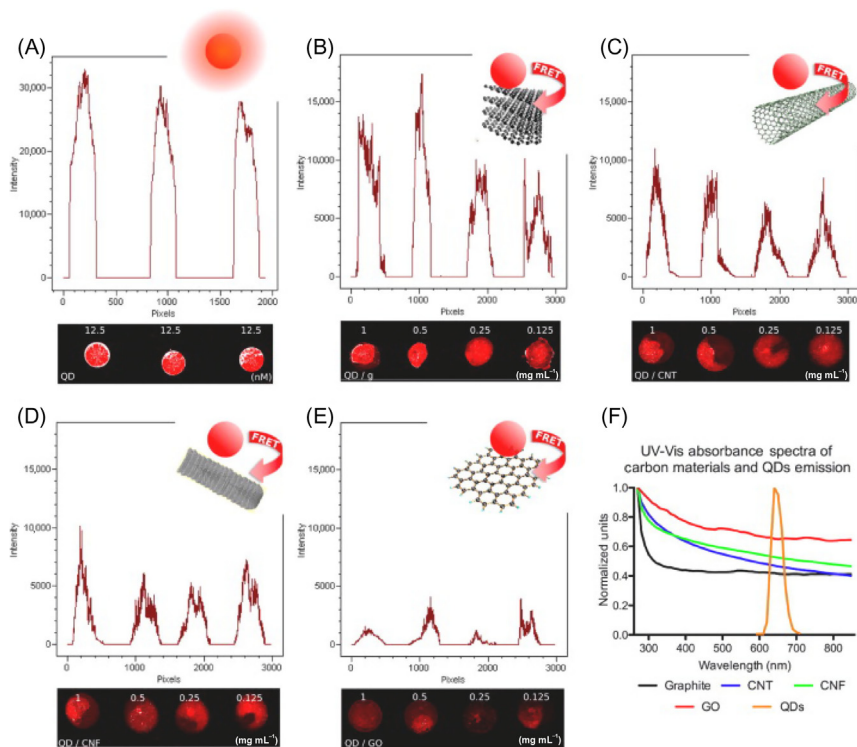 (A)
30,000
20,000
10,000
0
Intensity
0 500 1000 1500 2000
Pixels
12.5 12.5 12.5
QD (nM)
(B)
FRET
15,000
10,000
5000
0
Intensity
0 1000 2000 3000
Pixels
1 0.5 0.25 0.125
QD / g (mg mL⁻¹)
(C)
FRET
15,000
10,000
5000
0
Intensity
0 1000 2000 3000
Pixels
1 0.5 0.25 0.125
QD / CNT (mg mL⁻¹)
(D)
FRET
15,000
10,000
5000
0
Intensity
0 1000 2000 3000
Pixels
1 0.5 0.25 0.125
QD / CNF (mg mL⁻¹)
(E)
FRET
15,000
10,000
5000
0
Intensity
0 1000 2000 3000
Pixels
1 0.5 0.25 0.125
QD / GO (mg mL⁻¹)
(F)
UV-Vis absorbance spectra of
carbon materials and QDs emission
1.0
0.8
0.6
0.4
0.2
0.0
Normalized units
300 400 500 600 700 800
Wavelength (nm)
Graphite CNT CNF
GO QDs